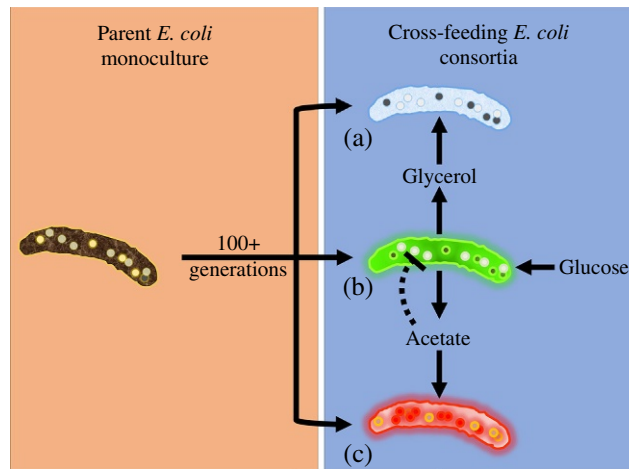 Parent E. coli
monoculture
Cross-feeding E. coli
consortia
(a)
Glycerol
100+
generations
(b)
Glucose
Acetate
(c)